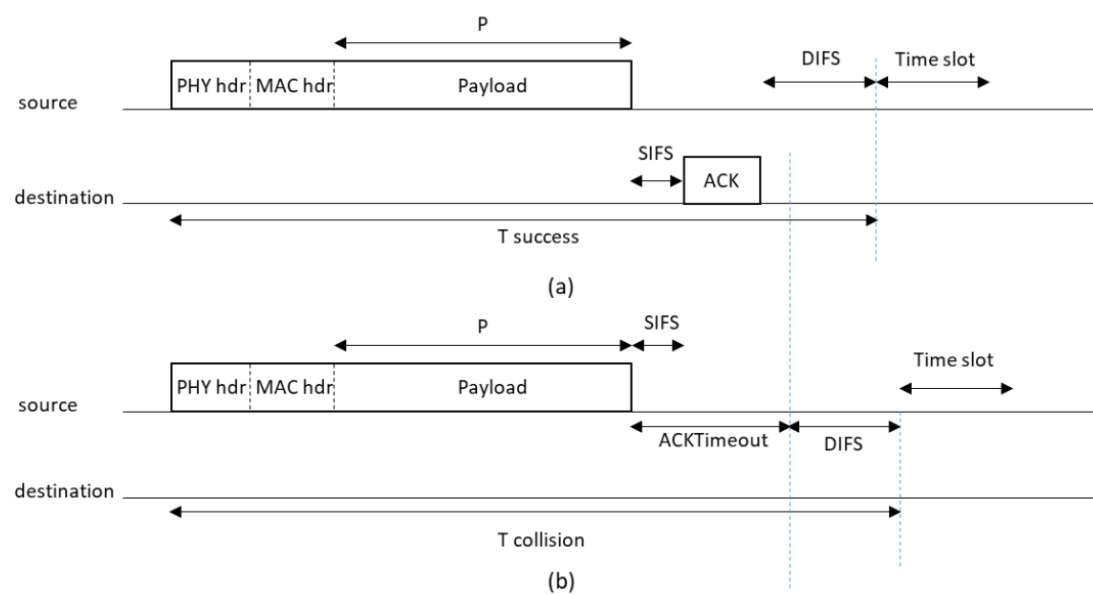 P
DIFS
Time slot
PHY hdr
MAC hdr
Payload
source
SIFS
ACK
destination
T success
(a)
P
SIFS
Time slot
PHY hdr
MAC hdr
Payload
source
ACKTimeout
DIFS
destination
T collision
(b)